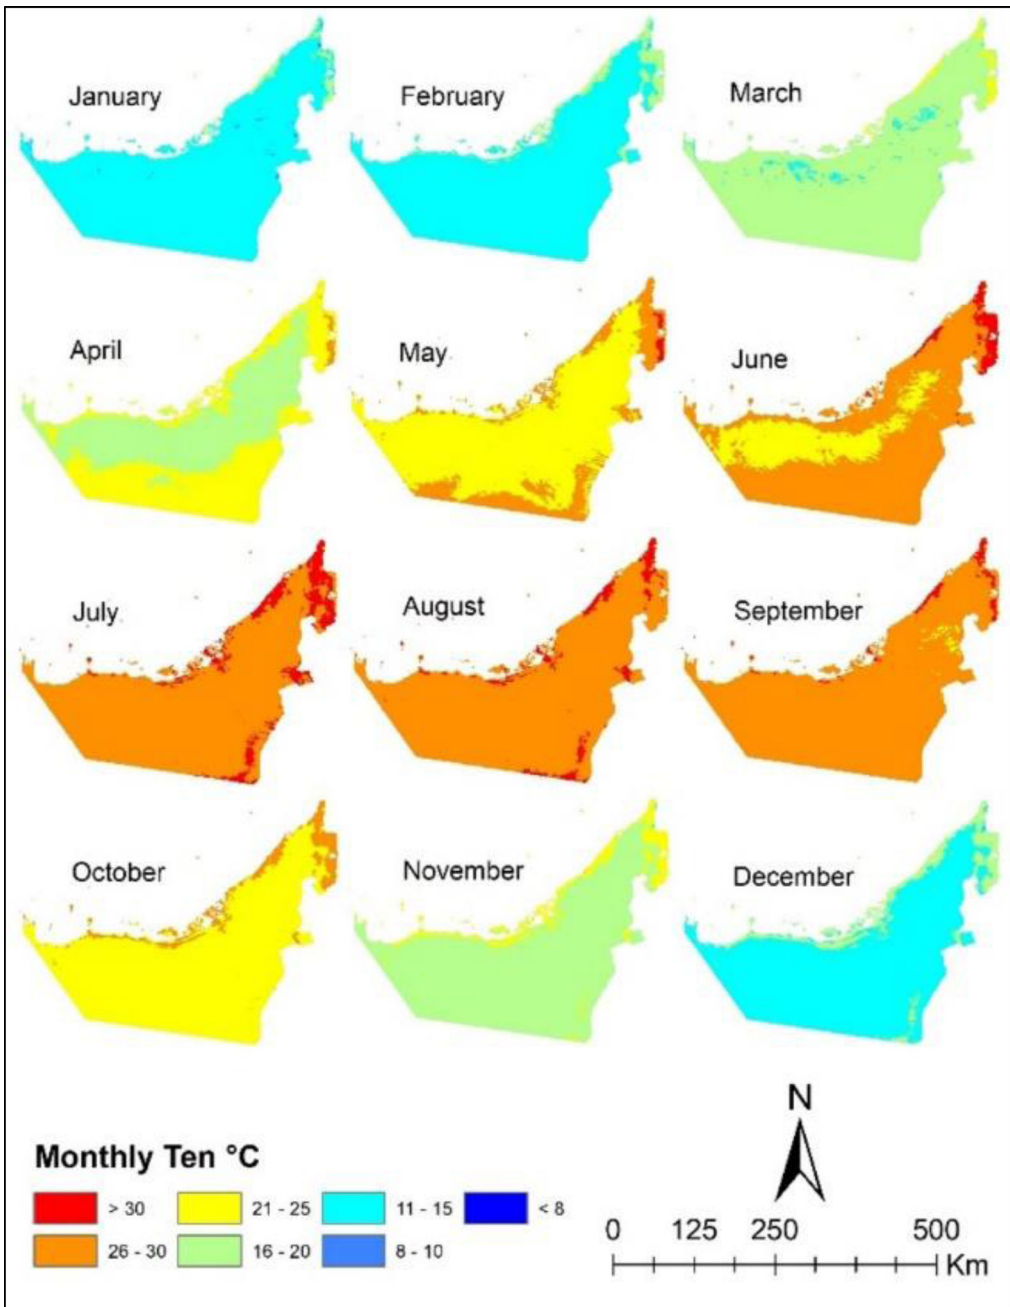 January
February
March
April
May
June
July
August
September
October
November
December
N
Monthly Ten °C
> 30
21 - 25
11 - 15
< 8
26 - 30
16 - 20
8 - 10
0 125 250 500
Km